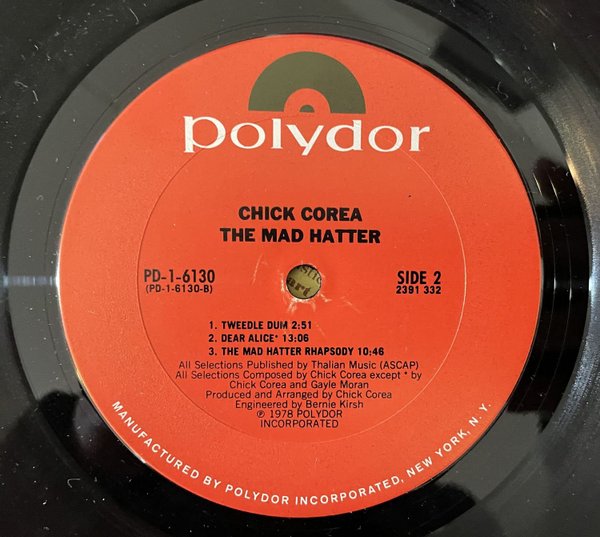 polydor
CHICK COREA
THE MAD HATTER
PD-1-6130
(PD-1-6130-B)
SIDE 2
2391 332
1. TWEEDLE DUM 2:51
2. DEAR ALICE* 13:06
3. THE MAD HATTER RHAPSODY 10:46
All Selections Published by Thalian Music (ASCAP)
All Selections Composed by Chick Corea except * by
Chick Corea and Gayle Moran
Produced and Arranged by Chick Corea
Engineered by Bernie Kirsh
℗ 1978 POLYDOR
INCORPORATED
MANUFACTURED BY POLYDOR INCORPORATED, NEW YORK, N.Y.